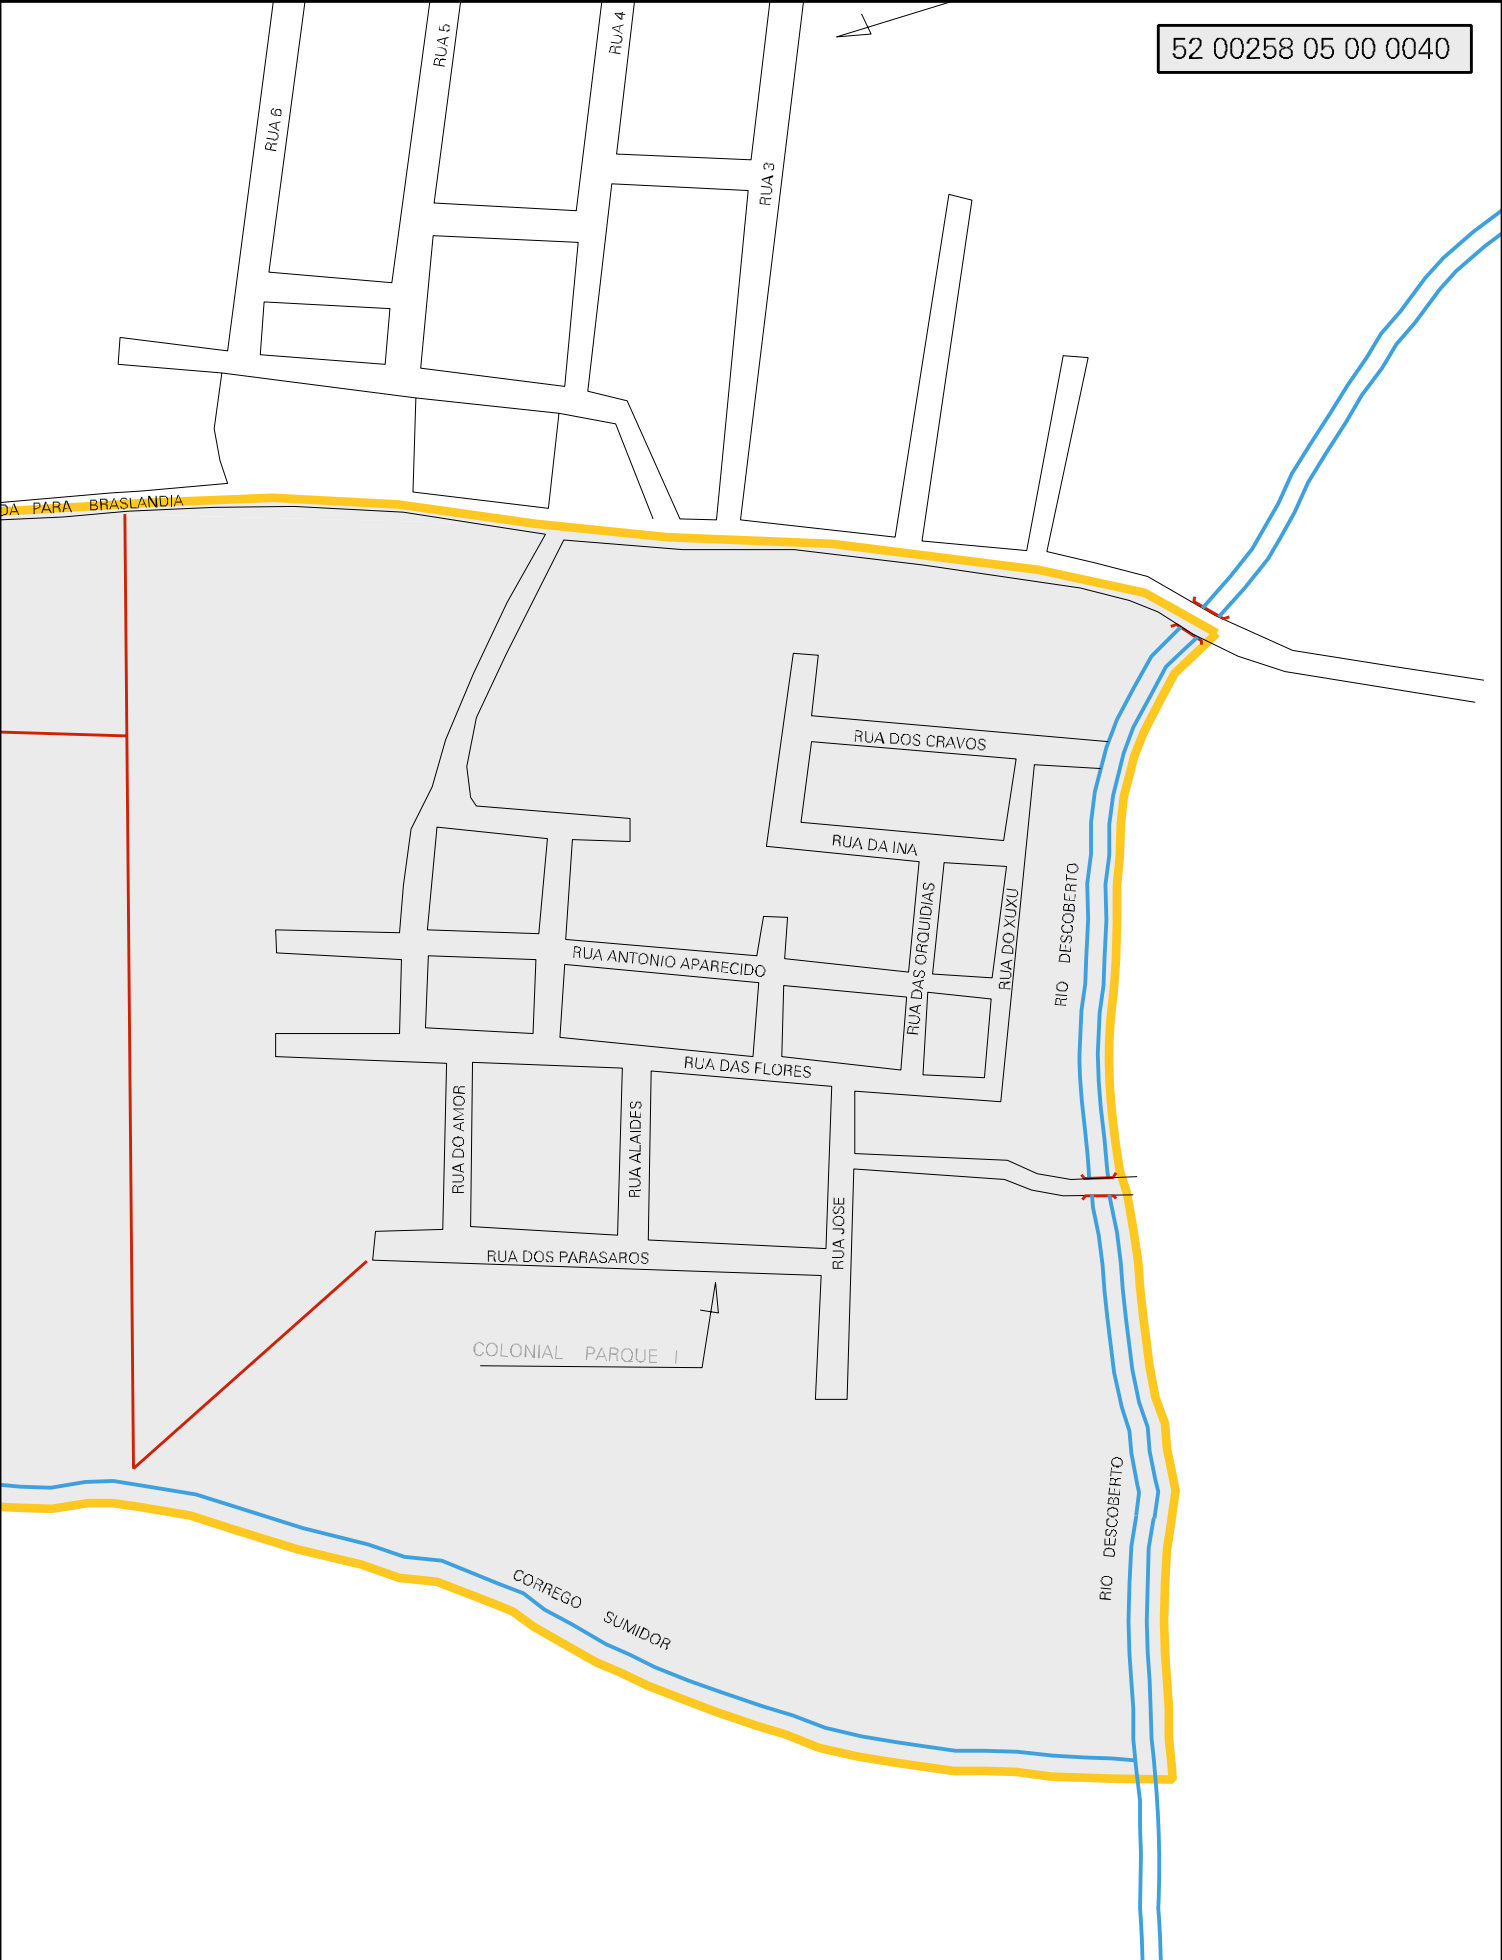 52 00258 05 00 0040
RUA 6
RUA 5
RUA 4
RUA 3
DA PARA BRASLANDIA
RUA DOS CRAVOS
RUA DA INA
RUA DAS ORQUIDIAS
RUA DO XUXU
RIO DESCOBERTO
RUA ANTONIO APARECIDO
RUA DAS FLORES
RUA DO AMOR
RUA ALAIDES
RUA JOSE
RUA DOS PARASAROS
COLONIAL PARQUE I
RIO DESCOBERTO
CORREGO SUMIDOR